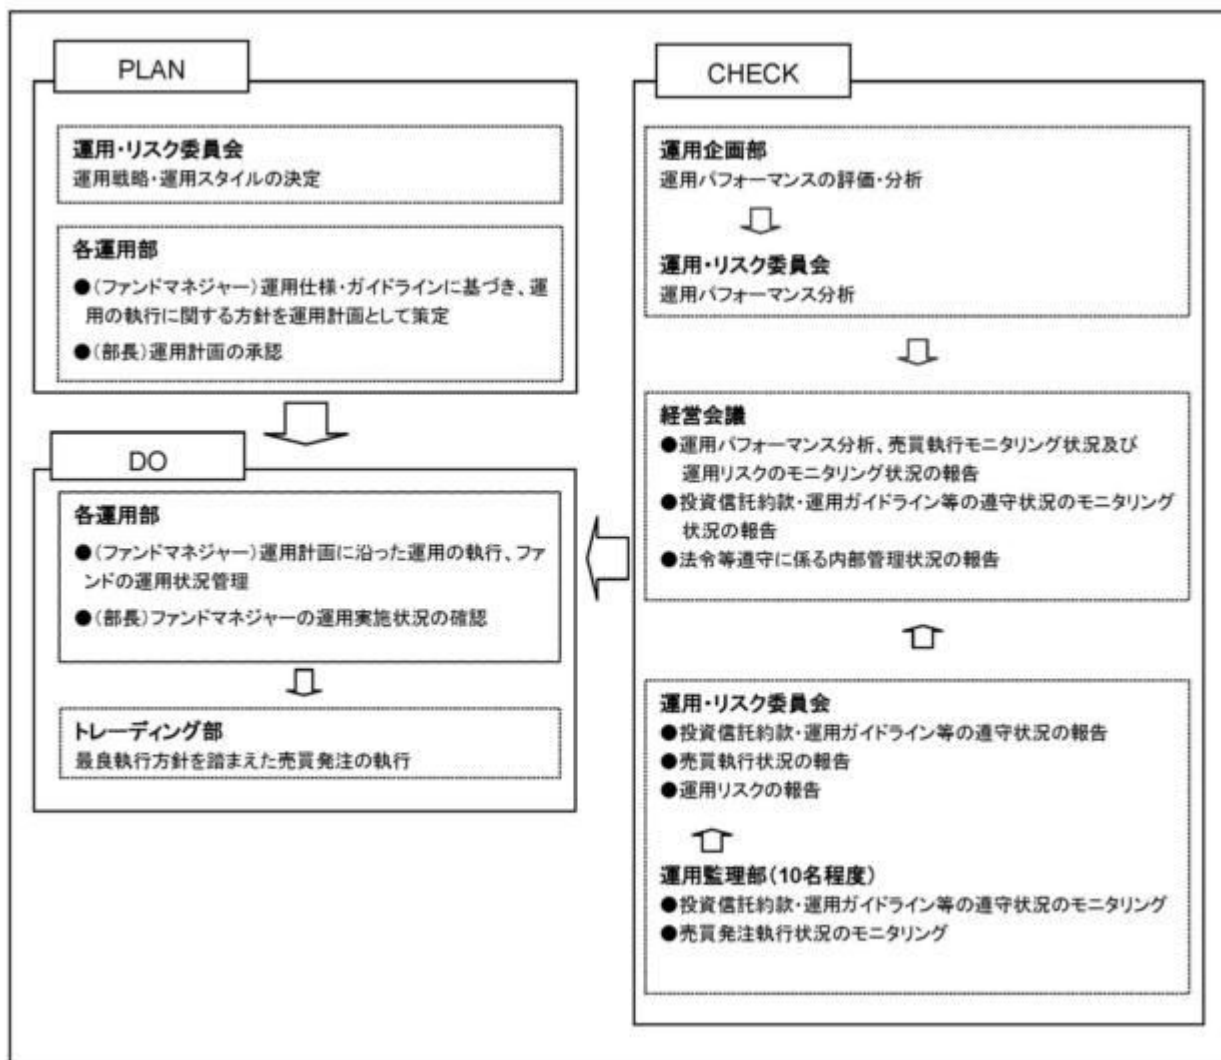 PLAN
運用・リスク委員会
運用戦略・運用スタイルの決定
各運用部
●(ファンドマネジャー)運用仕様・ガイドラインに基づき、運
用の執行に関する方針を運用計画として策定
●(部長)運用計画の承認
DO
各運用部
●(ファンドマネジャー)運用計画に沿った運用の執行、ファ
ンドの運用状況管理
●(部長)ファンドマネジャーの運用実施状況の確認
トレーディング部
最良執行方針を踏まえた売買発注の執行
CHECK
運用企画部
運用パフォーマンスの評価・分析
運用・リスク委員会
運用パフォーマンス分析
経営会議
●運用パフォーマンス分析、売買執行モニタリング状況及び
運用リスクのモニタリング状況の報告
●投資信託約款・運用ガイドライン等の遵守状況のモニタリング
状況の報告
●法令等遵守に係る内部管理状況の報告
運用・リスク委員会
●投資信託約款・運用ガイドライン等の遵守状況の報告
●売買執行状況の報告
●運用リスクの報告
運用監理部(10名程度)
●投資信託約款・運用ガイドライン等の遵守状況のモニタリング
●売買発注執行状況のモニタリング